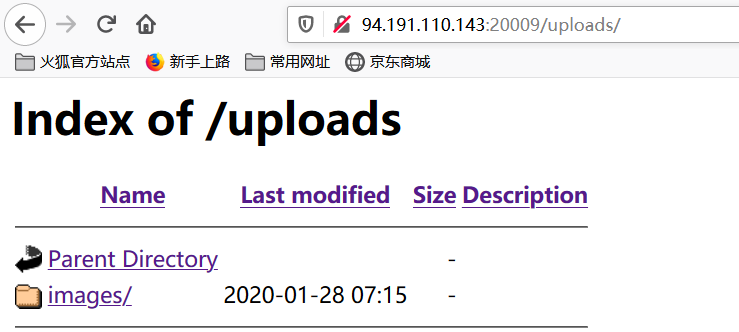 94.191.110.143:20009/uploads/
火狐官方站点 新手上路 常用网址 京东商城
Index of /uploads
Name Last modified Size Description
Parent Directory -
images/ 2020-01-28 07:15 -